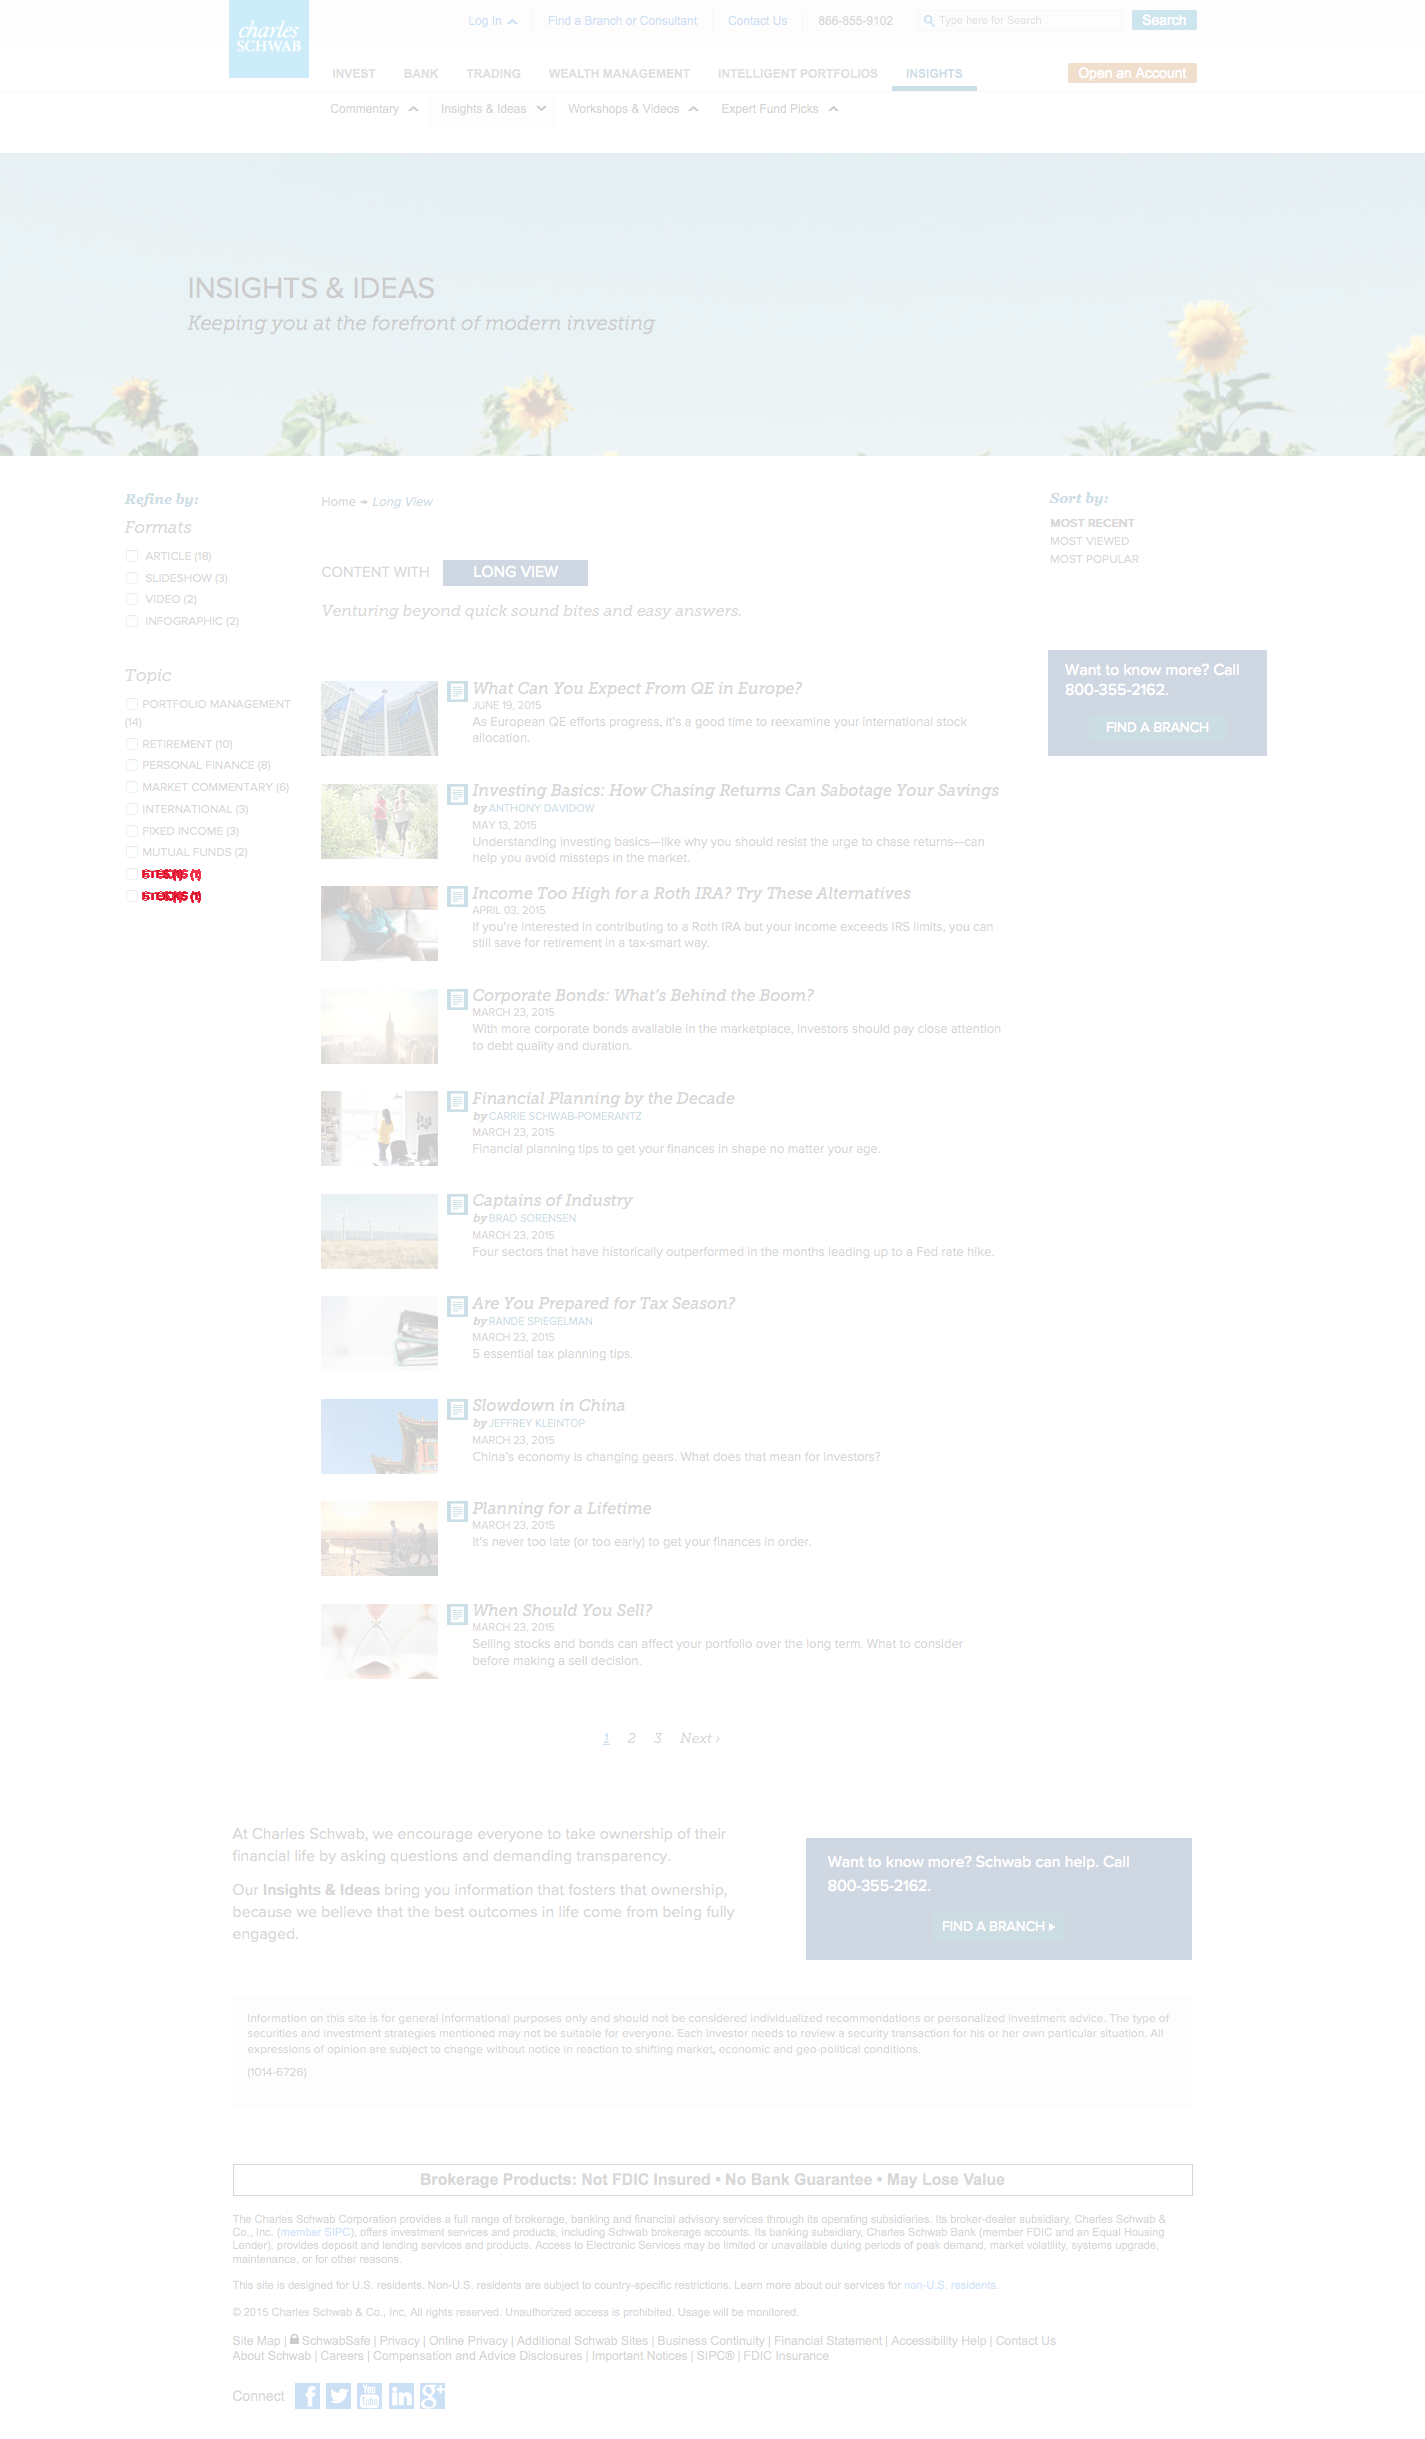 charles
SCHWAB
Log In
Find a Branch or Consultant
Contact Us
866-855-9102
Type here for Search
Search
INVEST
BANK
TRADING
WEALTH MANAGEMENT
INTELLIGENT PORTFOLIOS
INSIGHTS
Open an Account
Commentary
Insights & Ideas
Workshops & Videos
Expert Fund Picks
INSIGHTS & IDEAS
Keeping you at the forefront of modern investing
Refine by:
Formats
ARTICLE (18)
SLIDESHOW (3)
VIDEO (2)
INFOGRAPHIC (2)
Topic
PORTFOLIO MANAGEMENT
(14)
RETIREMENT (10)
PERSONAL FINANCE (8)
MARKET COMMENTARY (6)
INTERNATIONAL (3)
FIXED INCOME (3)
MUTUAL FUNDS (2)
Home Long View
CONTENT WITH LONG VIEW
Venturing beyond quick sound bites and easy answers.
What Can You Expect From QE in Europe?
JUNE 19, 2015
As European QE efforts progress, it's a good time to reexamine your international stock
allocation.
Investing Basics: How Chasing Returns Can Sabotage Your Savings
by ANTHONY DAVIDOW
MAY 13, 2015
Understanding investing basics—like why you should resist the urge to chase returns—can
help you avoid missteps in the market.
Income Too High for a Roth IRA? Try These Alternatives
APRIL 03, 2015
If you're interested in contributing to a Roth IRA but your income exceeds IRS limits, you can
still save for retirement in a tax-smart way.
Corporate Bonds: What's Behind the Boom?
MARCH 23, 2015
With more corporate bonds available in the marketplace, investors should pay close attention
to debt quality and duration.
Financial Planning by the Decade
by CARRIE SCHWAB-POMERANTZ
MARCH 23, 2015
Financial planning tips to get your finances in shape no matter your age.
Captains of Industry
by BRAD SORENSEN
MARCH 23, 2015
Four sectors that have historically outperformed in the months leading up to a Fed rate hike.
Are You Prepared for Tax Season?
by RANDE SPIEGELMAN
MARCH 23, 2015
5 essential tax planning tips.
Slowdown in China
by JEFFREY KLEINTOP
MARCH 23, 2015
China's economy is changing gears. What does that mean for investors?
Planning for a Lifetime
MARCH 23, 2015
It's never too late (or too early) to get your finances in order.
When Should You Sell?
MARCH 23, 2015
Selling stocks and bonds can affect your portfolio over the long term. What to consider
before making a sell decision.
1 2 3 Next ›
Sort by:
MOST RECENT
MOST VIEWED
MOST POPULAR
Want to know more? Call
800-355-2162.
FIND A BRANCH
At Charles Schwab, we encourage everyone to take ownership of their
financial life by asking questions and demanding transparency.
Our Insights & Ideas bring you information that fosters that ownership,
because we believe that the best outcomes in life come from being fully
engaged.
Want to know more? Schwab can help. Call
800-355-2162.
FIND A BRANCH
Information on this site is for general informational purposes only and should not be considered individualized recommendations or personalized investment advice. The type of
securities and investment strategies mentioned may not be suitable for everyone. Each investor needs to review a security transaction for his or her own particular situation. All
expressions of opinion are subject to change without notice in reaction to shifting market, economic and geo-political conditions.
(1014-6726)
Brokerage Products: Not FDIC Insured • No Bank Guarantee • May Lose Value
The Charles Schwab Corporation provides a full range of brokerage, banking and financial advisory services through its operating subsidiaries. Its broker-dealer subsidiary, Charles Schwab &
Co., Inc. (member SIPC), offers investment services and products, including Schwab brokerage accounts. Its banking subsidiary, Charles Schwab Bank (member FDIC and an Equal Housing
Lender), provides deposit and lending services and products. Access to Electronic Services may be limited or unavailable during periods of peak demand, market volatility, systems upgrade,
maintenance, or for other reasons.
This site is designed for U.S. residents. Non-U.S. residents are subject to country-specific restrictions. Learn more about our services for non-U.S. residents.
© 2015 Charles Schwab & Co., Inc, All rights reserved. Unauthorized access is prohibited. Usage will be monitored.
Site Map | SchwabSafe | Privacy | Online Privacy | Additional Schwab Sites | Business Continuity | Financial Statement | Accessibility Help | Contact Us
About Schwab | Careers | Compensation and Advice Disclosures | Important Notices | SIPC® | FDIC Insurance
Connect
You
Tube